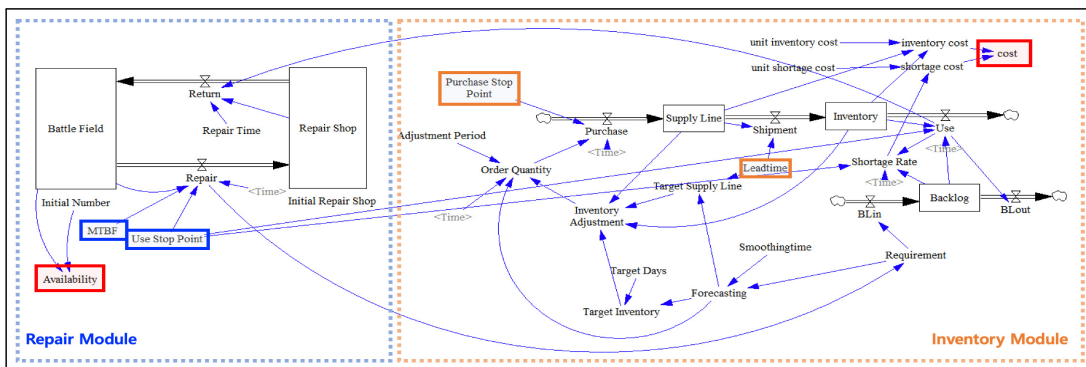 unit inventory cost
inventory cost
cost
unit shortage cost
shortage cost
Purchase Stop
Point
Return
Battle Field
Repair Shop
Repair Time
Supply Line
Inventory
Purchase
Shipment
Use
<Time>
<Time>
Adjustment Period
Order Quantity
Leadtime
Shortage Rate
<Time>
Repair
<Time>
Target Supply Line
Initial Number
Initial Repair Shop
Inventory
Adjustment
<Time>
Backlog
BLin
BLout
MTBF
Use Stop Point
Smoothingtime
Requirement
Availability
Target Days
Forecasting
Target Inventory
Repair Module
Inventory Module